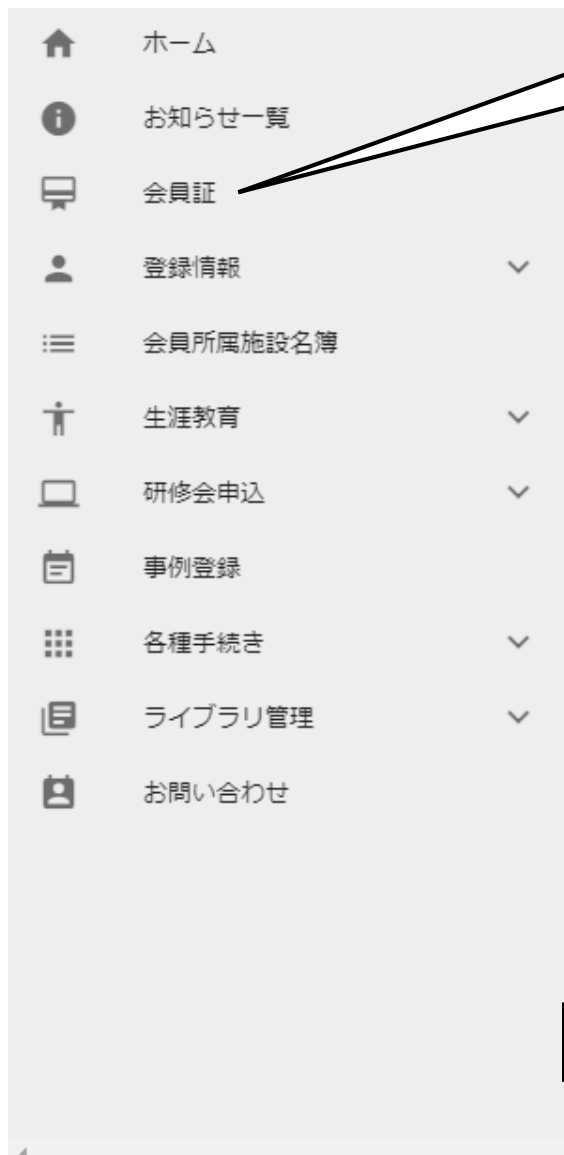 ホーム
お知らせ一覧
会員証
登録情報
会員所属施設名簿
生涯教育
研修会申込
事例登録
各種手続き
ライブラリ管理
お問い合わせ